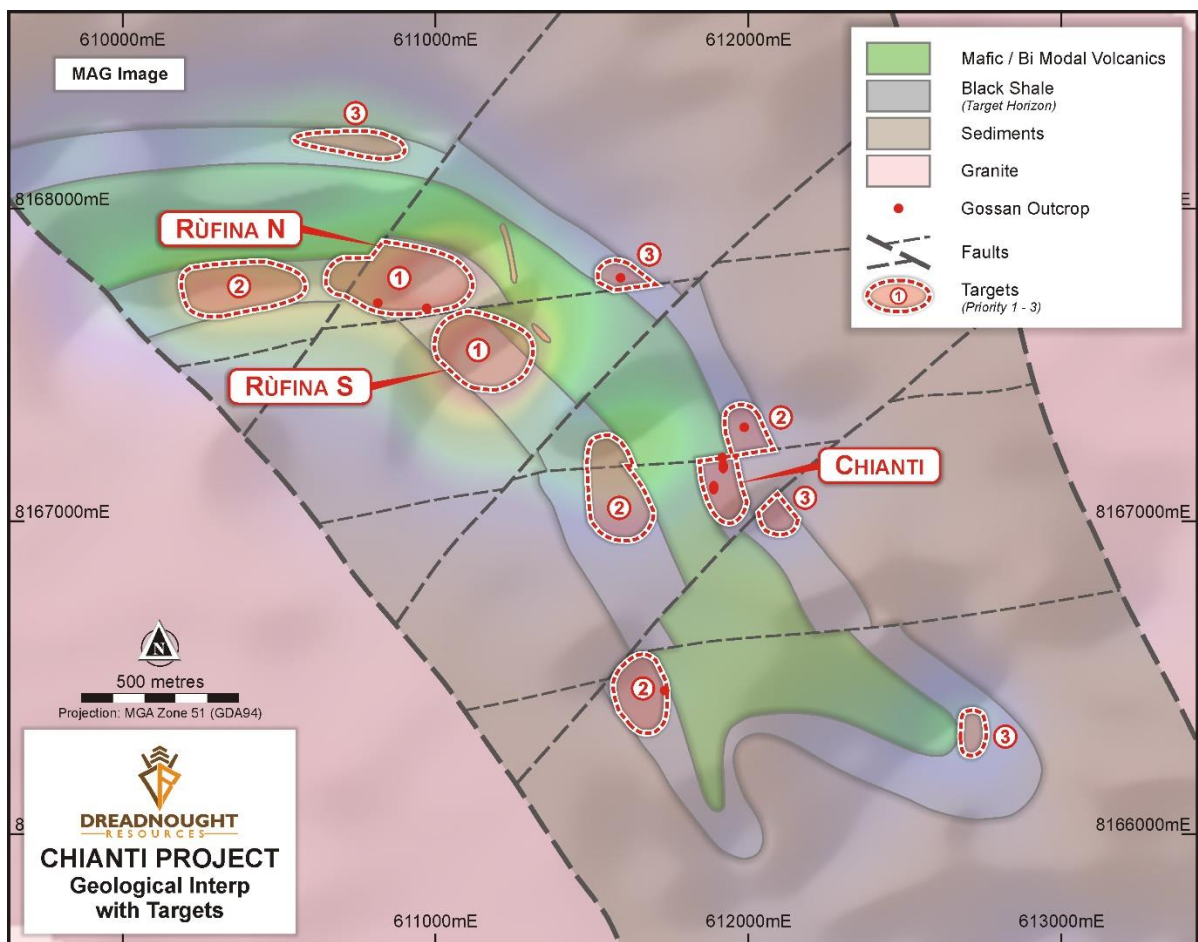 610000mE
611000mE
612000mE
MAG Image
Mafic / Bi Modal Volcanics
Black Shale
(Target Horizon)
Sediments
Granite
Gossan Outcrop
Faults
1
Targets
(Priority 1 - 3)
3
8168000mE
RÙFINA N
3
2
1
1
RÙFINA S
2
CHIANTI
2
3
8167000mE
8167000mE
2
3
N
500 metres
Projection: MGA Zone 51 (GDA94)
8166000mE
DREADNOUGHT
RESOURCES
CHIANTI PROJECT
Geological Interp
with Targets
611000mE
612000mE
613000mE